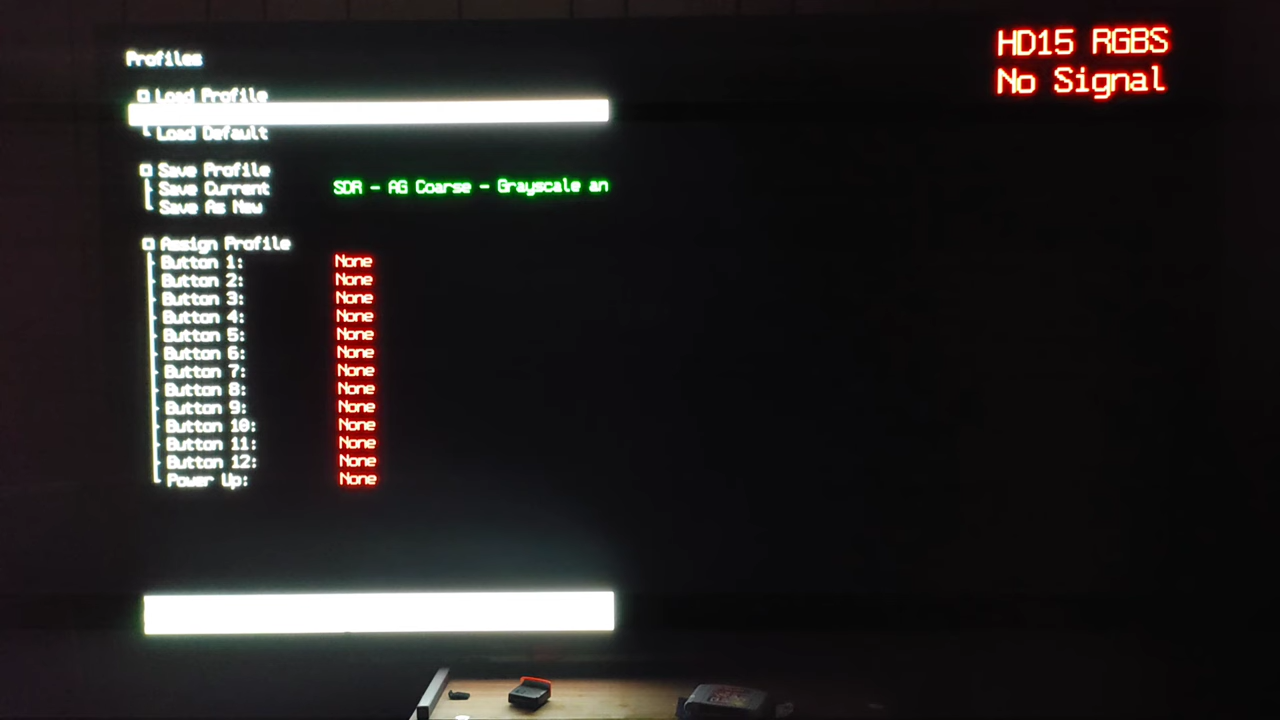 Profiles
HD15 RGBS
No Signal
Load Profile
Load Default
Save Profile
Save Current SDR - AG Coarse - Grayscale an
Save As New
Assign Profile
Button 1: None
Button 2: None
Button 3: None
Button 4: None
Button 5: None
Button 6: None
Button 7: None
Button 8: None
Button 9: None
Button 10: None
Button 11: None
Button 12: None
Power Up: None